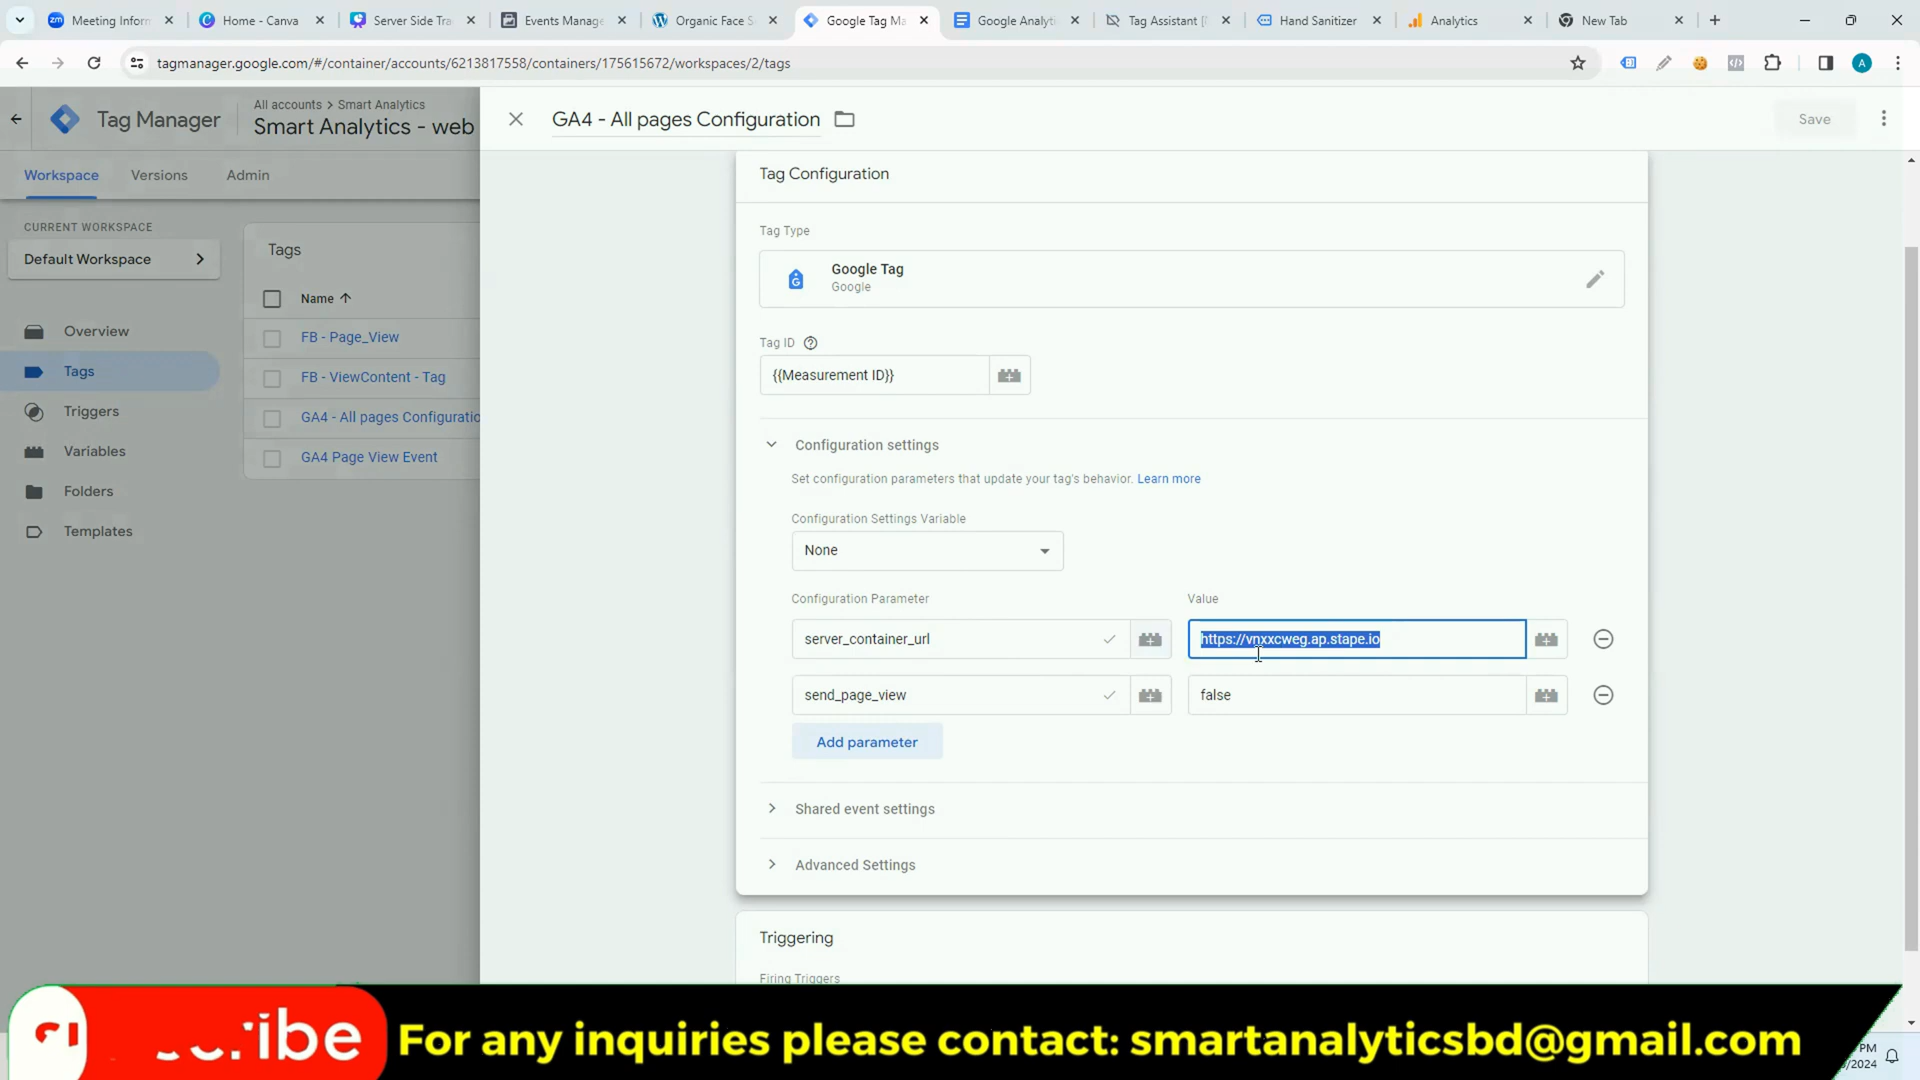 Meeting Inform
Home - Canva
Server Side Tra
Events Manage
Organic Face S
Google Tag Ma
Google Analyti
Tag Assistant [
Hand Sanitizer
Analytics
New Tab
tagmanager.google.com/#/container/accounts/6213817558/containers/175615672/workspaces/2/tags
A
Tag Manager
All accounts > Smart Analytics
Smart Analytics - web
GA4 - All pages Configuration
Save
Workspace
Versions
Admin
CURRENT WORKSPACE
Default Workspace
Overview
Tags
Triggers
Variables
Folders
Templates
Tags
Name
FB - Page_View
FB - ViewContent - Tag
GA4 - All pages Configuratio
GA4 Page View Event
Tag Configuration
Tag Type
Google Tag
Google
Tag ID
{{Measurement ID}}
Configuration settings
Set configuration parameters that update your tag's behavior. Learn more
Configuration Settings Variable
None
Configuration Parameter
Value
server_container_url
https://vnxxcweg.ap.stape.io
send_page_view
false
Add parameter
Shared event settings
Advanced Settings
Triggering
Firing Triggers
For any inquiries please contact: smartanalyticsbd@gmail.com
PM
/2024